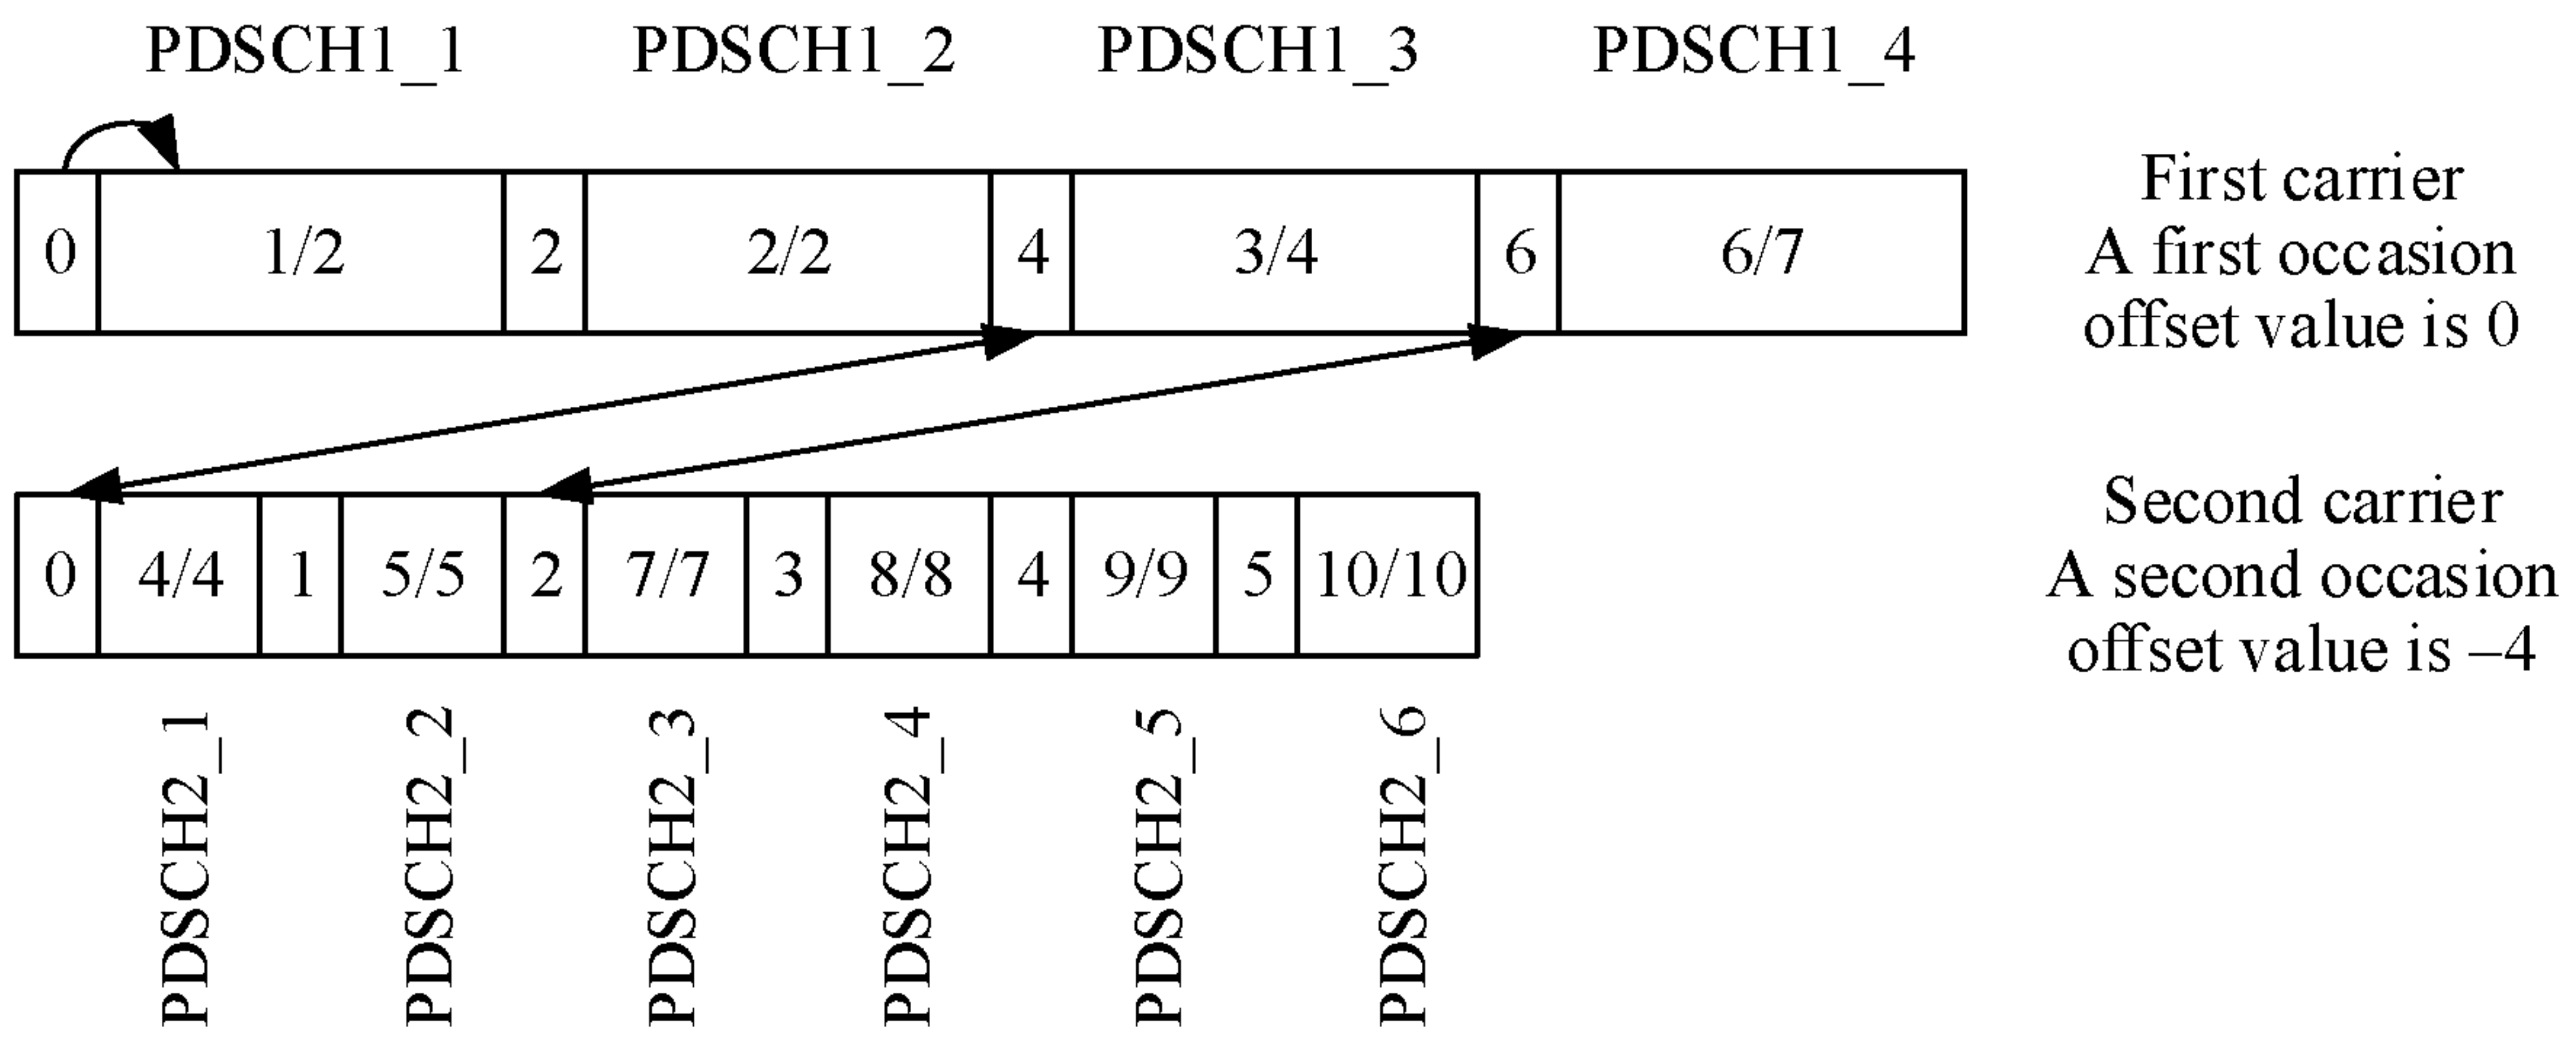 PDSCH1_1 PDSCH1_2 PDSCH1_3 PDSCH1_4
0 1/2 2 2/2 4 3/4 6 6/7
First carrier
A first occasion
offset value is 0
0 4/4 1 5/5 2 7/7 3 8/8 4 9/9 5 10/10
Second carrier
A second occasion
offset value is –4
PDSCH2_1
PDSCH2_2
PDSCH2_3
PDSCH2_4
PDSCH2_5
PDSCH2_6